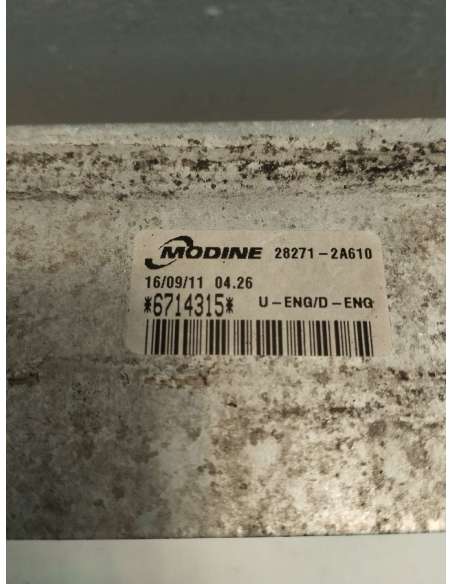 MODINE 28271-2A610
16/09/11 04.26
*6714315* U-ENG/D-ENG